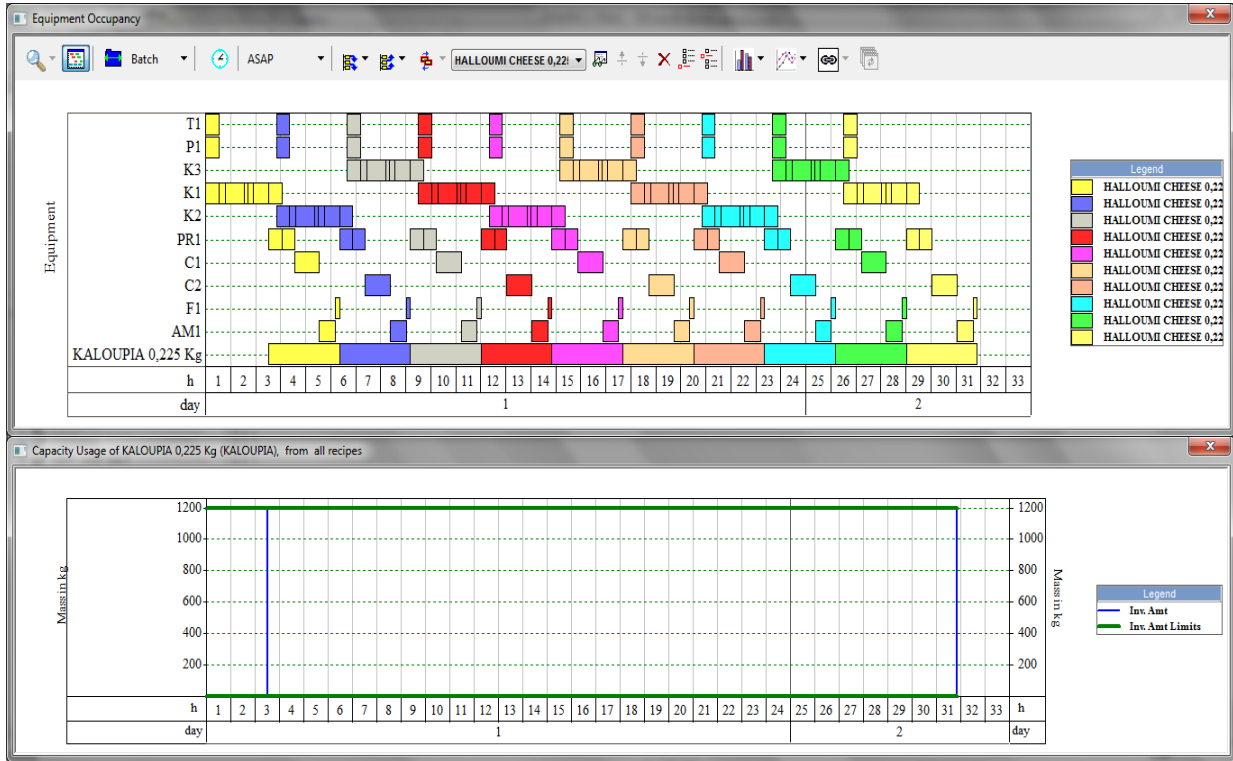 Equipment Occupancy
X
Batch ASAP HALLOUMI CHEESE 0,22
Equipment
T1
P1
K3
K1
K2
PR1
C1
C2
F1
AM1
KALOUPIA 0,225 Kg
h 1 2 3 4 5 6 7 8 9 10 11 12 13 14 15 16 17 18 19 20 21 22 23 24 25 26 27 28 29 30 31 32 33
day 1 2
Legend
HALLOUMI CHEESE 0,22
HALLOUMI CHEESE 0,22
HALLOUMI CHEESE 0,22
HALLOUMI CHEESE 0,22
HALLOUMI CHEESE 0,22
HALLOUMI CHEESE 0,22
HALLOUMI CHEESE 0,22
HALLOUMI CHEESE 0,22
HALLOUMI CHEESE 0,22
HALLOUMI CHEESE 0,22
Capacity Usage of KALOUPIA 0,225 Kg (KALOUPIA), from all recipes
X
Mass in kg
1200 1200
1000 1000
800 800
600 600
400 400
200 200
Mass in kg
h 1 2 3 4 5 6 7 8 9 10 11 12 13 14 15 16 17 18 19 20 21 22 23 24 25 26 27 28 29 30 31 32 33 h
day 1 2 day
Legend
Inv. Amt
Inv. Amt Limits